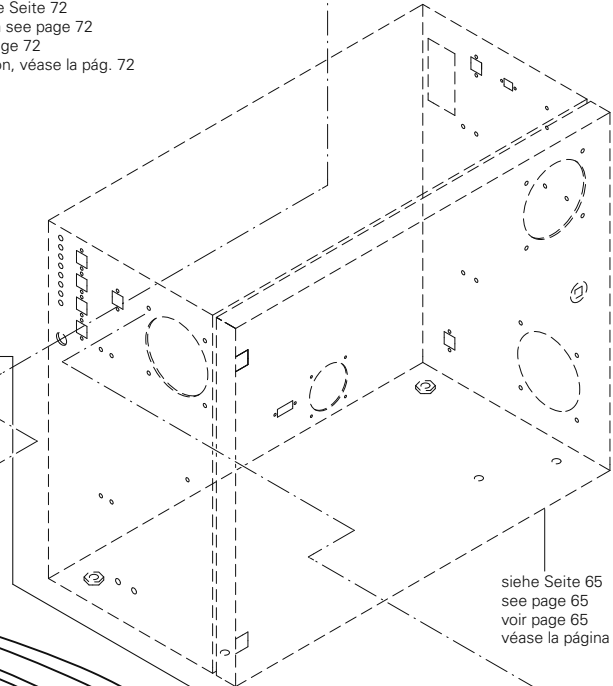 e Seite 72
see page 72
ge 72
on, véase la pág. 72
siehe Seite 65
see page 65
voir page 65
véase la página